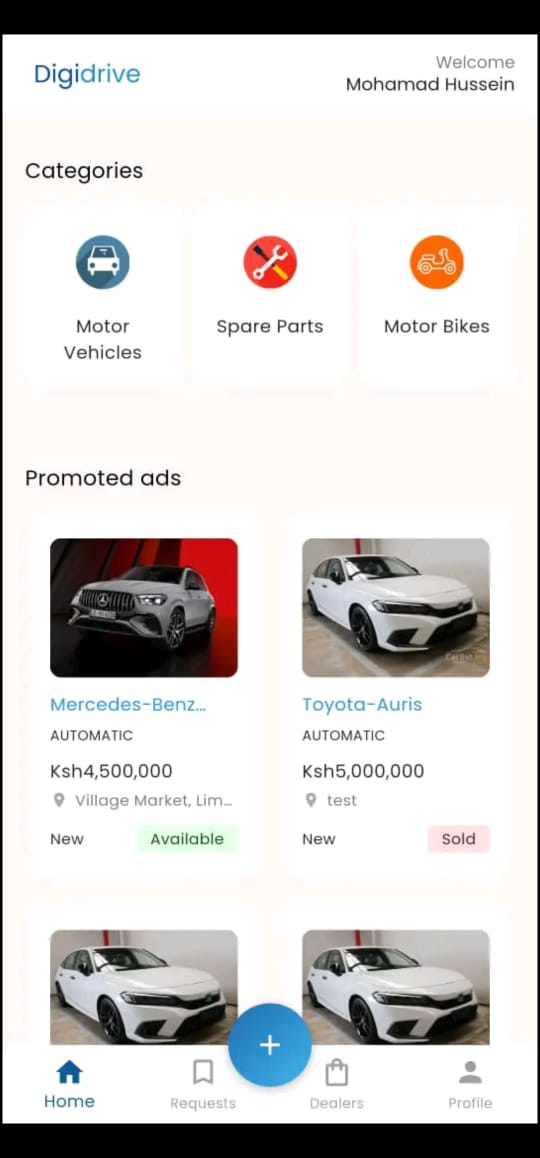 Digidrive
Welcome
Mohamad Hussein
Categories
Motor
Vehicles
Spare Parts
Motor Bikes
Promoted ads
Mercedes-Benz...
Toyota-Auris
AUTOMATIC
AUTOMATIC
Ksh4,500,000
Ksh5,000,000
Village Market, Lim...
test
New
Available
New
Sold
+
Home
Requests
Dealers
Profile